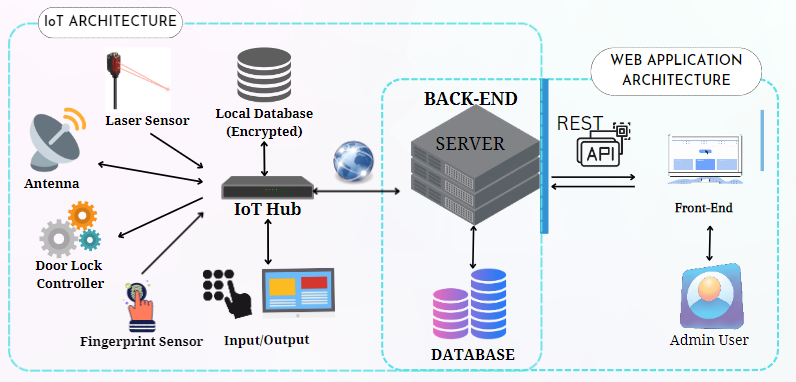 IoT ARCHITECTURE
WEB APPLICATION
ARCHITECTURE
Laser Sensor
Local Database
(Encrypted)
BACK-END
SERVER
REST
API
Antenna
IoT Hub
Front-End
Door Lock
Controller
Fingerprint Sensor
Input/Output
DATABASE
Admin User